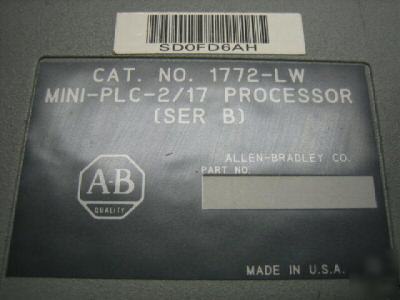 SD0FD6AH
CAT. NO. 1772-LW
MINI-PLC-2/17 PROCESSOR
(SER B)
ALLEN-BRADLEY CO.
PART NO.
A-B
QUALITY
MADE IN U.S.A.